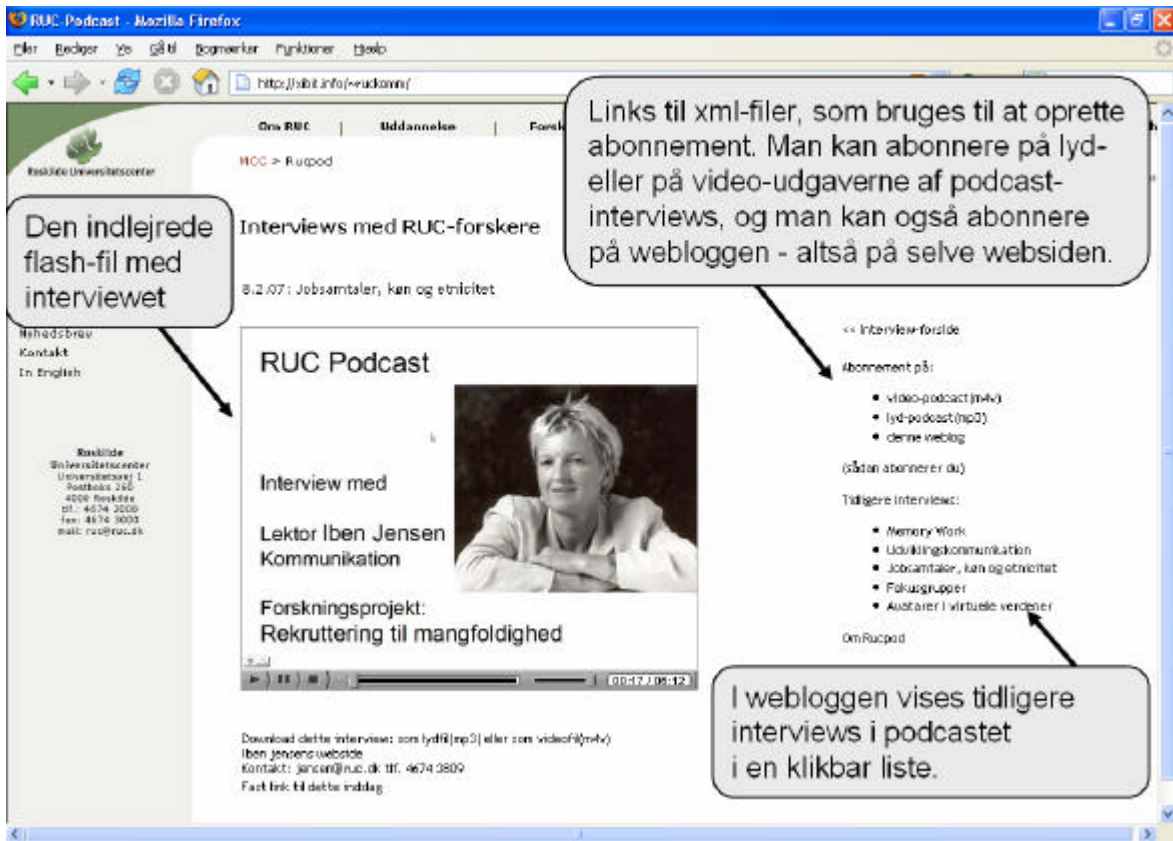 RUC-Podcast - Mozilla Firefox
Filer Rediger Vis Gå til Bogmærker Funktioner Hjælp
http://xibit.info/~ruckomm/
Om RUC | Uddannelse | Forsk
Roskilde Universitetscenter
MCC > Rucpod
Links til xml-filer, som bruges til at oprette
abonnement. Man kan abonnere på lyd-
eller på video-udgaverne af podcast-
interviews, og man kan også abonnere
på webloggen - altså på selve websiden.
Den indlejrede
flash-fil med
interviewet
Interviews med RUC-forskere
8.2.07: Jobsamtaler, køn og etnicitet
Nyhedsbrev
Kontakt
In English
Roskilde
Universitetscenter
Universitetsvej 1
Postboks 260
4000 Roskilde
tlf.: 4674 2000
fax: 4674 3000
mail: ruc@ruc.dk
RUC Podcast
Interview med
Lektor Iben Jensen
Kommunikation
Forskningsprojekt:
Rekruttering til mangfoldighed
00:17 / 06:12
<< Interview-forside
Abonnement på:
video-podcast(m4v)
lyd-podcast(mp3)
denne weblog
(sådan abonnerer du)
Tidligere interviews:
Memory Work
Udviklingskommunikation
Jobsamtaler, køn og etnicitet
Fokusgrupper
Avatarer i virtuelle verdener
Om Rucpod
I webloggen vises tidligere
interviews i podcastet
i en klikbar liste.
Download dette interview: som lydfil(mp3) eller som videofil(m4v)
Iben Jensens webside
Kontakt: jensen@ruc.dk tlf. 4674 3809
Fast link til dette indslag